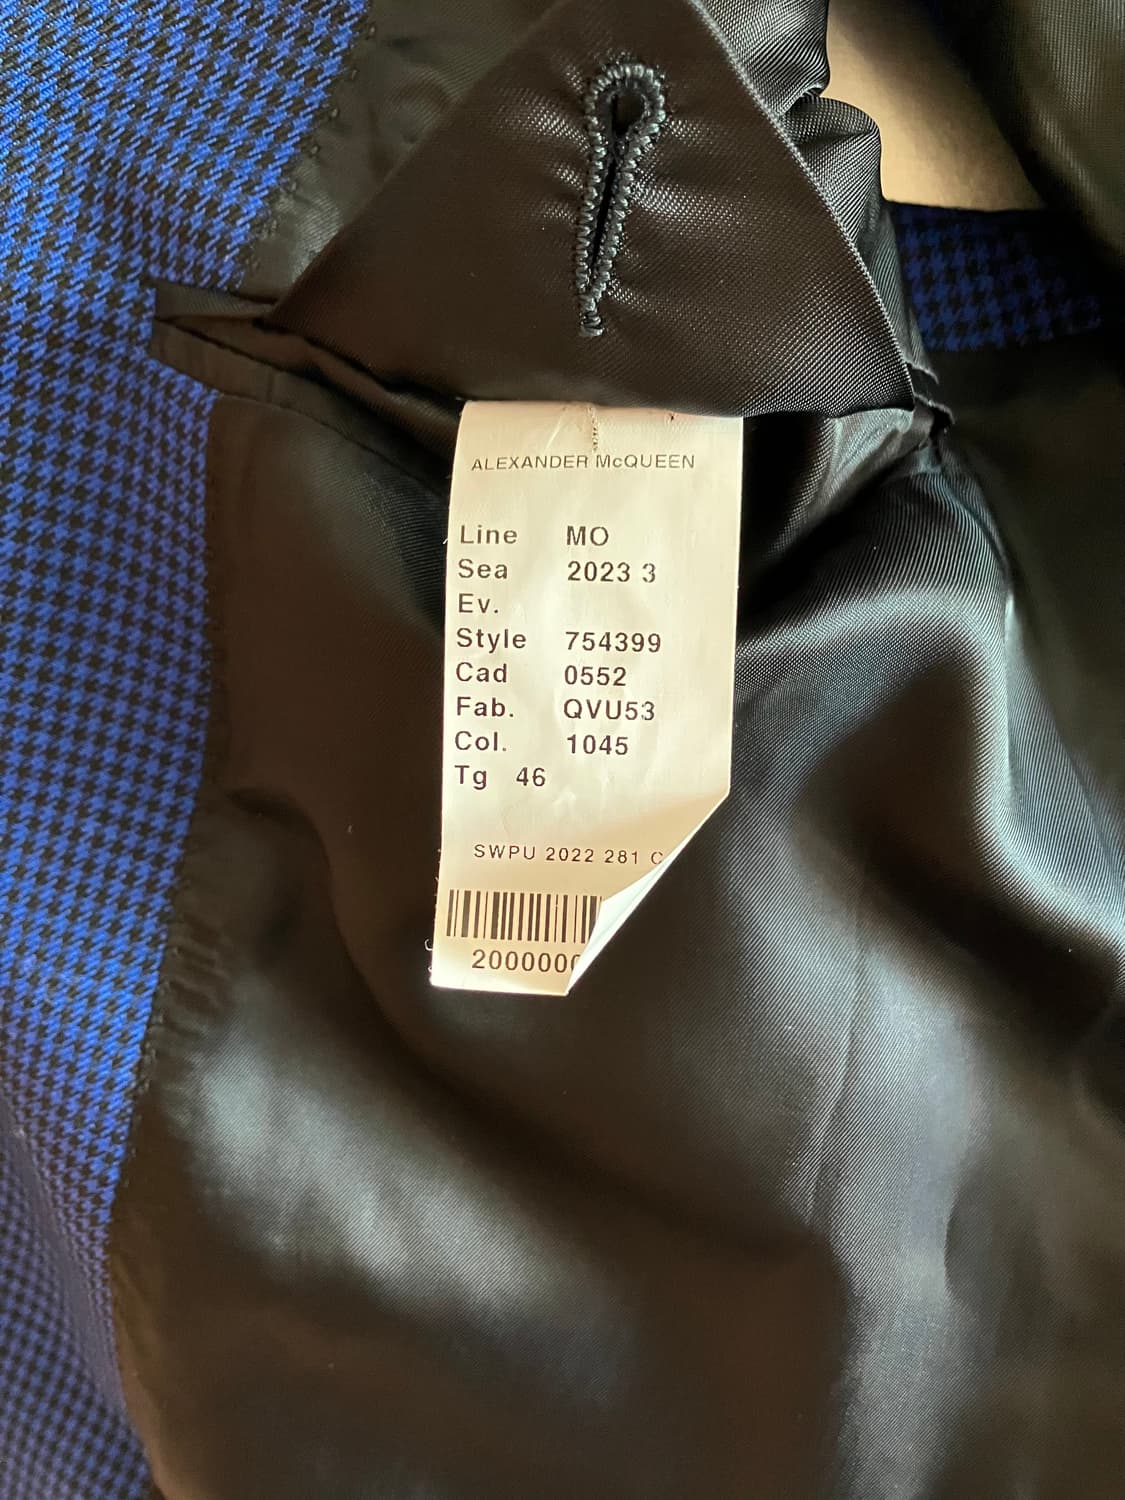 ALEXANDER McQUEEN
Line MO
Sea 2023 3
Ev.
Style 754399
Cad 0552
Fab. QVU53
Col. 1045
Tg 46
SWPU 2022 281 C
2000000